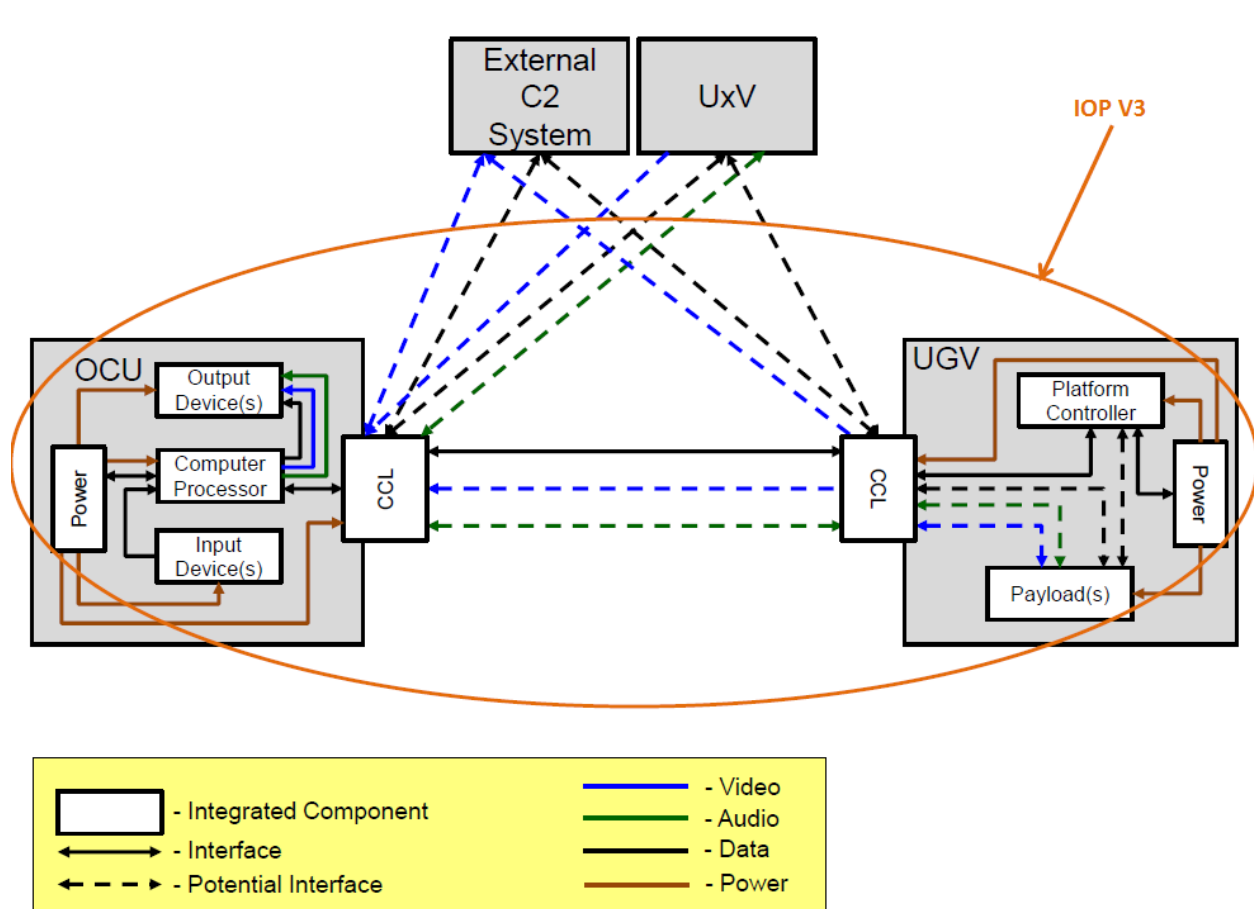 External
C2
System
UxV
IOP V3
OCU
Output
Device(s)
Computer
Processor
Input
Device(s)
Power
CCL
UGV
Platform
Controller
CCL
Power
Payload(s)
- Integrated Component
- Interface
- Potential Interface
- Video
- Audio
- Data
- Power